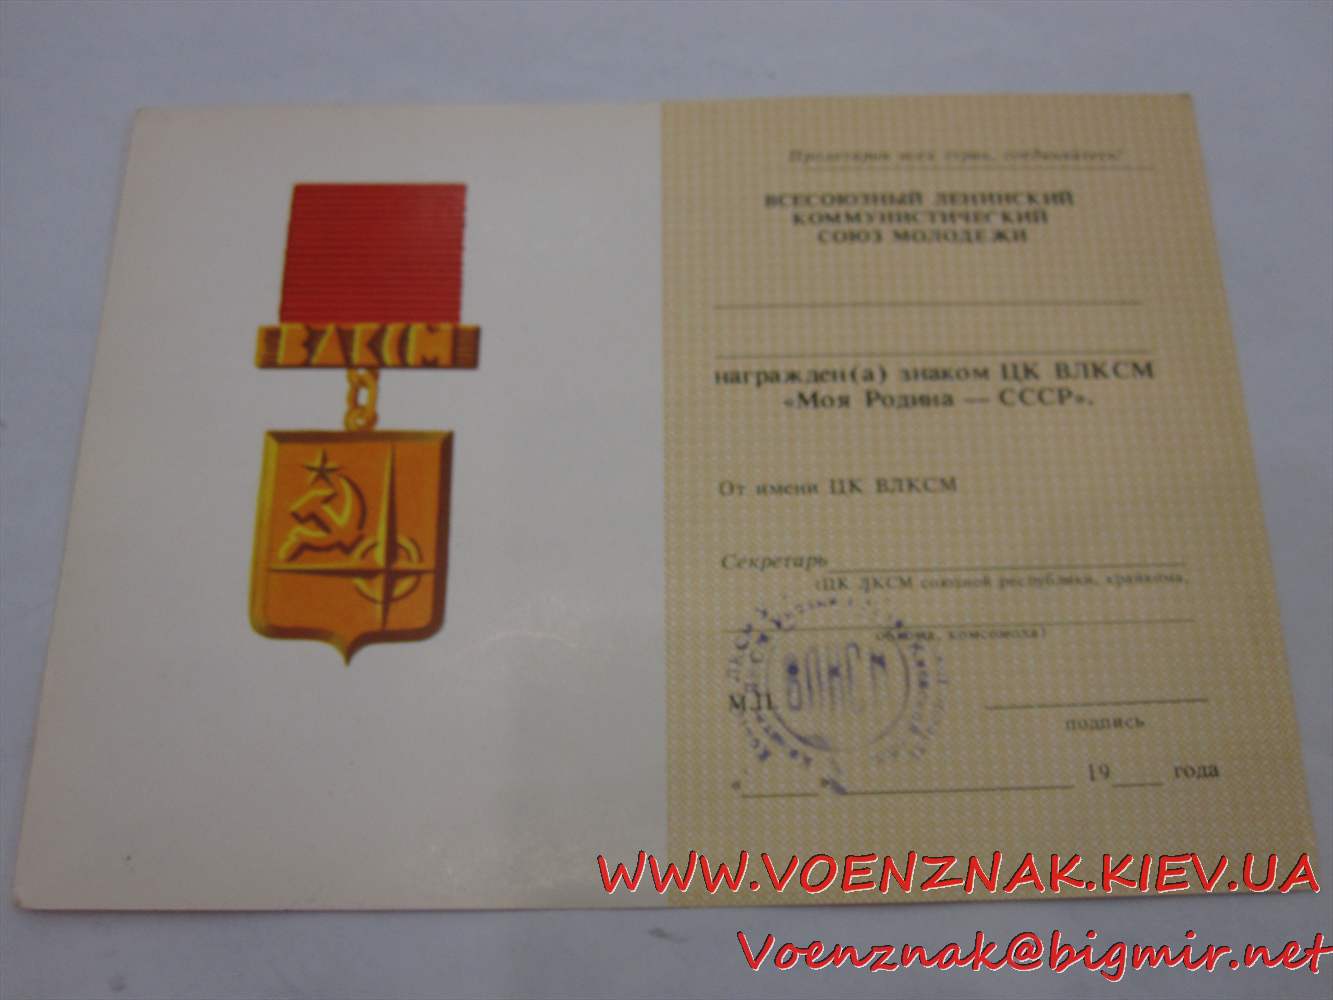 ВЛКСМ
Пролетарии всех стран, соединяйтесь!
ВСЕСОЮЗНЫЙ ЛЕНИНСКИЙ
КОММУНИСТИЧЕСКИЙ
СОЮЗ МОЛОДЕЖИ
награжден(а) знаком ЦК ВЛКСМ
«Моя Родина — СССР».
От имени ЦК ВЛКСМ
Секретарь
(ЦК ЛКСМ союзной республики, крайкома,
обкома, комсомола)
ВЛКСМ
М.П.
подпись
« » 19 года
WWW.VOENZNAK.KIEV.UA
Voenznak@bigmir.net